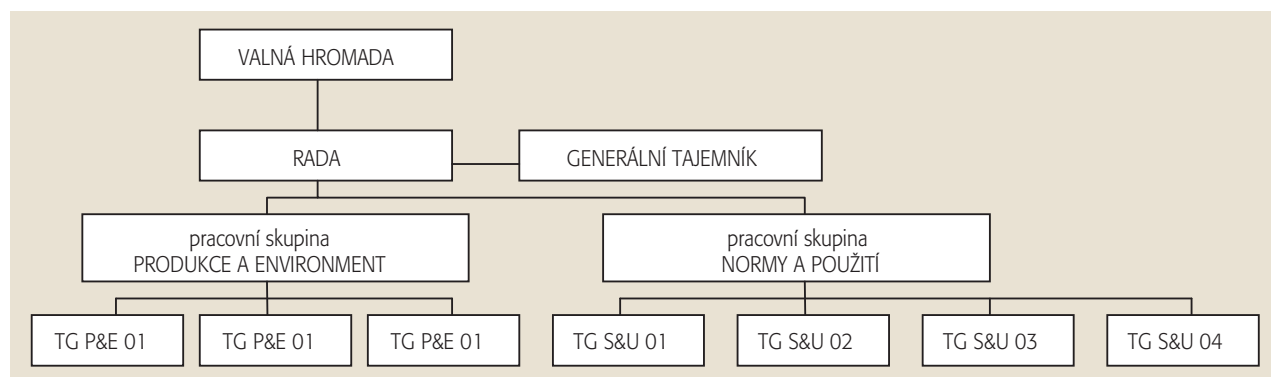 VALNÁ HROMADA
RADA
GENERÁLNÍ TAJEMNÍK
pracovní skupina
PRODUKCE A ENVIRONMENT
pracovní skupina
NORMY A POUŽITÍ
TG P&E 01
TG P&E 01
TG P&E 01
TG S&U 01
TG S&U 02
TG S&U 03
TG S&U 04